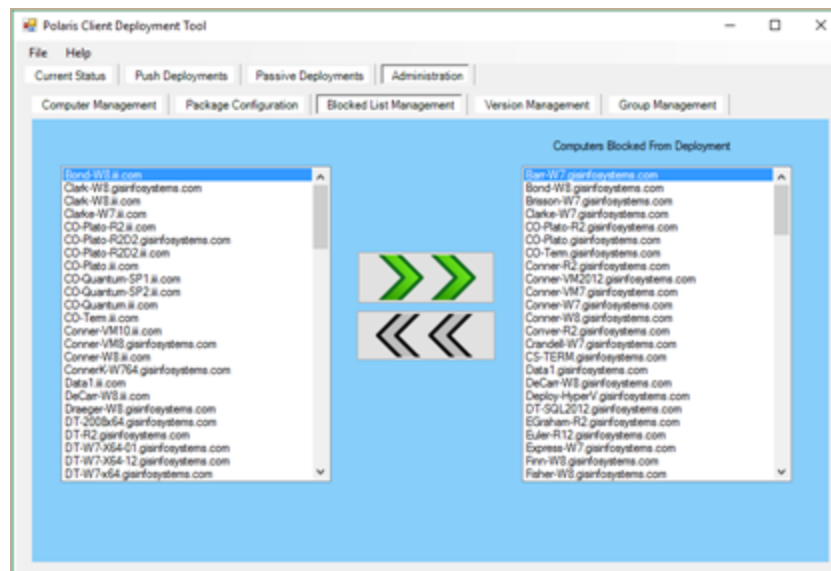 Polaris Client Deployment Tool
File Help
Current Status Push Deployments Passive Deployments Administration
Computer Management Package Configuration Blocked List Management Version Management Group Management
Computers Blocked From Deployment
Bond-W8.iii.com
Clark-W8.gisinfosystems.com
Clark-W8.iii.com
Clarke-W7.iii.com
CO-Plato-R2.iii.com
CO-Plato-R2D2.gisinfosystems.com
CO-Plato-R2D2.iii.com
CO-Plato.iii.com
CO-Quantum-SP1.iii.com
CO-Quantum-SP2.iii.com
CO-Quantum.iii.com
CO-Term.iii.com
Conner-VM10.iii.com
Conner-VM8.gisinfosystems.com
Conner-W8.iii.com
ConnerK-W764.gisinfosystems.com
Data1.iii.com
DeCarr-W8.iii.com
Draeger-W8.gisinfosystems.com
DT-2008x64.gisinfosystems.com
DT-R2.gisinfosystems.com
DT-W7-X64-01.gisinfosystems.com
DT-W7-X64-12.gisinfosystems.com
DT-W7-x64.gisinfosystems.com
Barr-W7.gisinfosystems.com
Bond-W8.gisinfosystems.com
Brisson-W7.gisinfosystems.com
Clarke-W7.gisinfosystems.com
CO-Plato-R2.gisinfosystems.com
CO-Plato.gisinfosystems.com
CO-Term.gisinfosystems.com
Conner-R2.gisinfosystems.com
Conner-VM2012.gisinfosystems.com
Conner-VM7.gisinfosystems.com
Conner-W7.gisinfosystems.com
Conner-W8.gisinfosystems.com
Conver-R2.gisinfosystems.com
Crandell-W7.gisinfosystems.com
CS-TERM.gisinfosystems.com
Data1.gisinfosystems.com
DeCarr-W8.gisinfosystems.com
Deploy-HyperV.gisinfosystems.com
DT-SQL2012.gisinfosystems.com
EGraham-R2.gisinfosystems.com
Euler-R12.gisinfosystems.com
Express-W7.gisinfosystems.com
Finn-W8.gisinfosystems.com
Fisher-W8.gisinfosystems.com